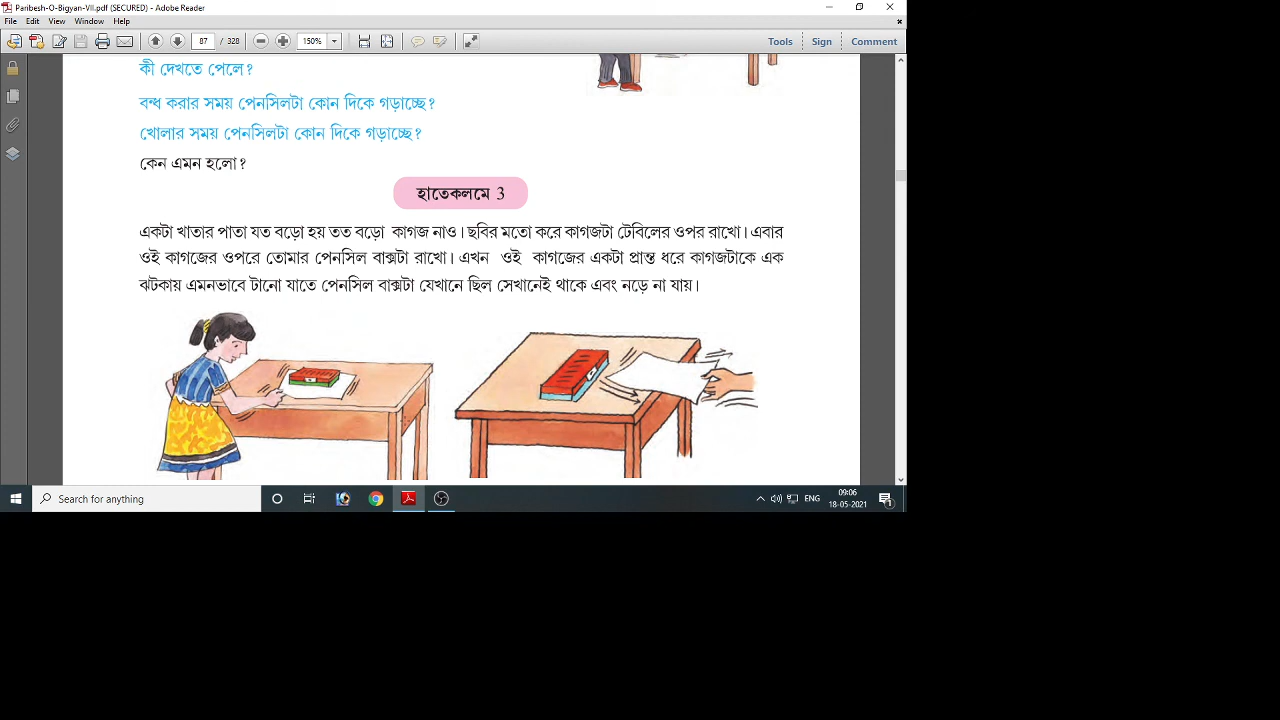 Paribesh-O-Bigyan-VII.pdf (SECURED) - Adobe Reader
File Edit View Window Help
87 / 328 150% Tools Sign Comment
কী দেখতে পেলে?
বন্ধ করার সময় পেনসিলটা কোন দিকে গড়াচ্ছে?
খোলার সময় পেনসিলটা কোন দিকে গড়াচ্ছে?
কেন এমন হলো?
হাতেকলমে 3
একটা খাতার পাতা যত বড়ো হয় তত বড়ো কাগজ নাও। ছবির মতো করে কাগজটা টেবিলের ওপর রাখো। এবার
ওই কাগজের ওপরে তোমার পেনসিল বাক্সটা রাখো। এখন ওই কাগজের একটা প্রান্ত ধরে কাগজটাকে এক
ঝটকায় এমনভাবে টানো যাতে পেনসিল বাক্সটা যেখানে ছিল সেখানেই থাকে এবং নড়ে না যায়।
Search for anything
ENG
09:06
18-05-2021
1